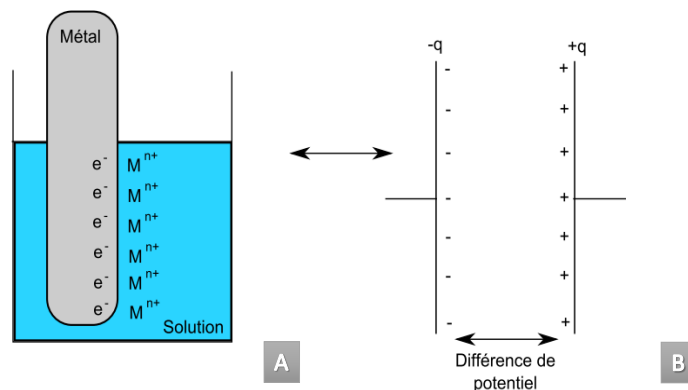 Métal
e⁻ Mⁿ⁺
e⁻ Mⁿ⁺
e⁻ Mⁿ⁺
e⁻ Mⁿ⁺
e⁻ Mⁿ⁺
e⁻ Mⁿ⁺
Solution
A
-q +q
- +
- +
- +
- +
- +
- +
- +
Différence de
potentiel
B